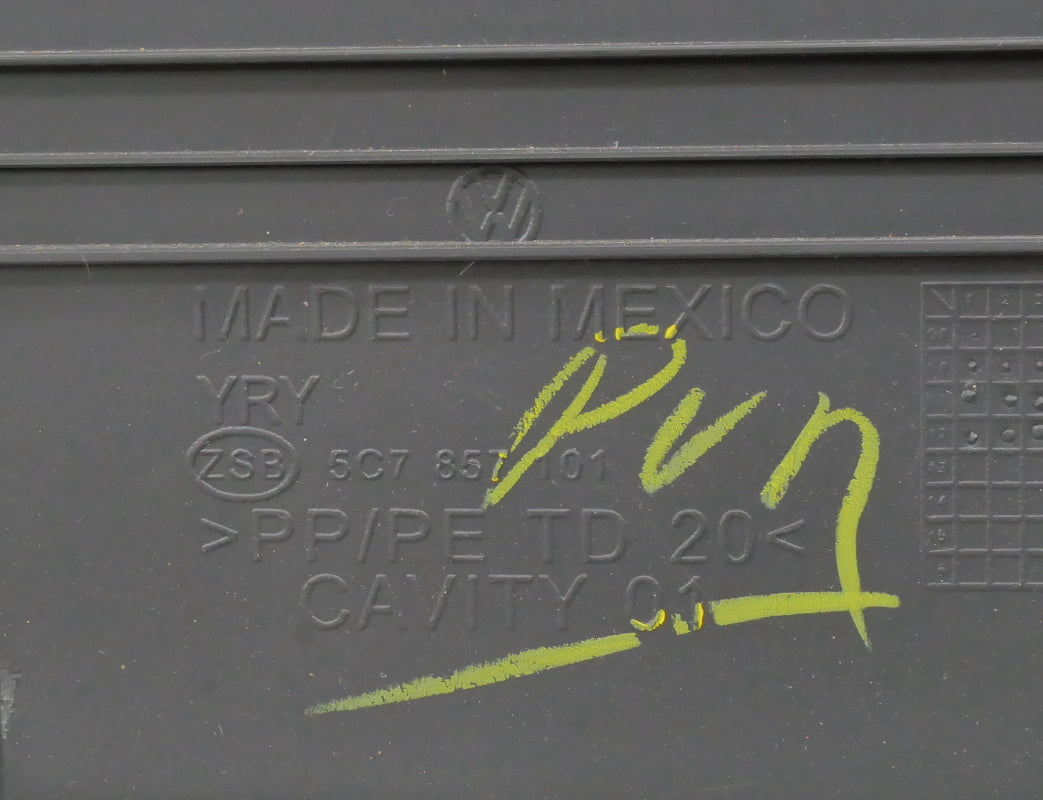 MADE IN MEXICO
YRY
ZSB 5C7 857 101
>PP/PE TD 20<
CAVITY 01